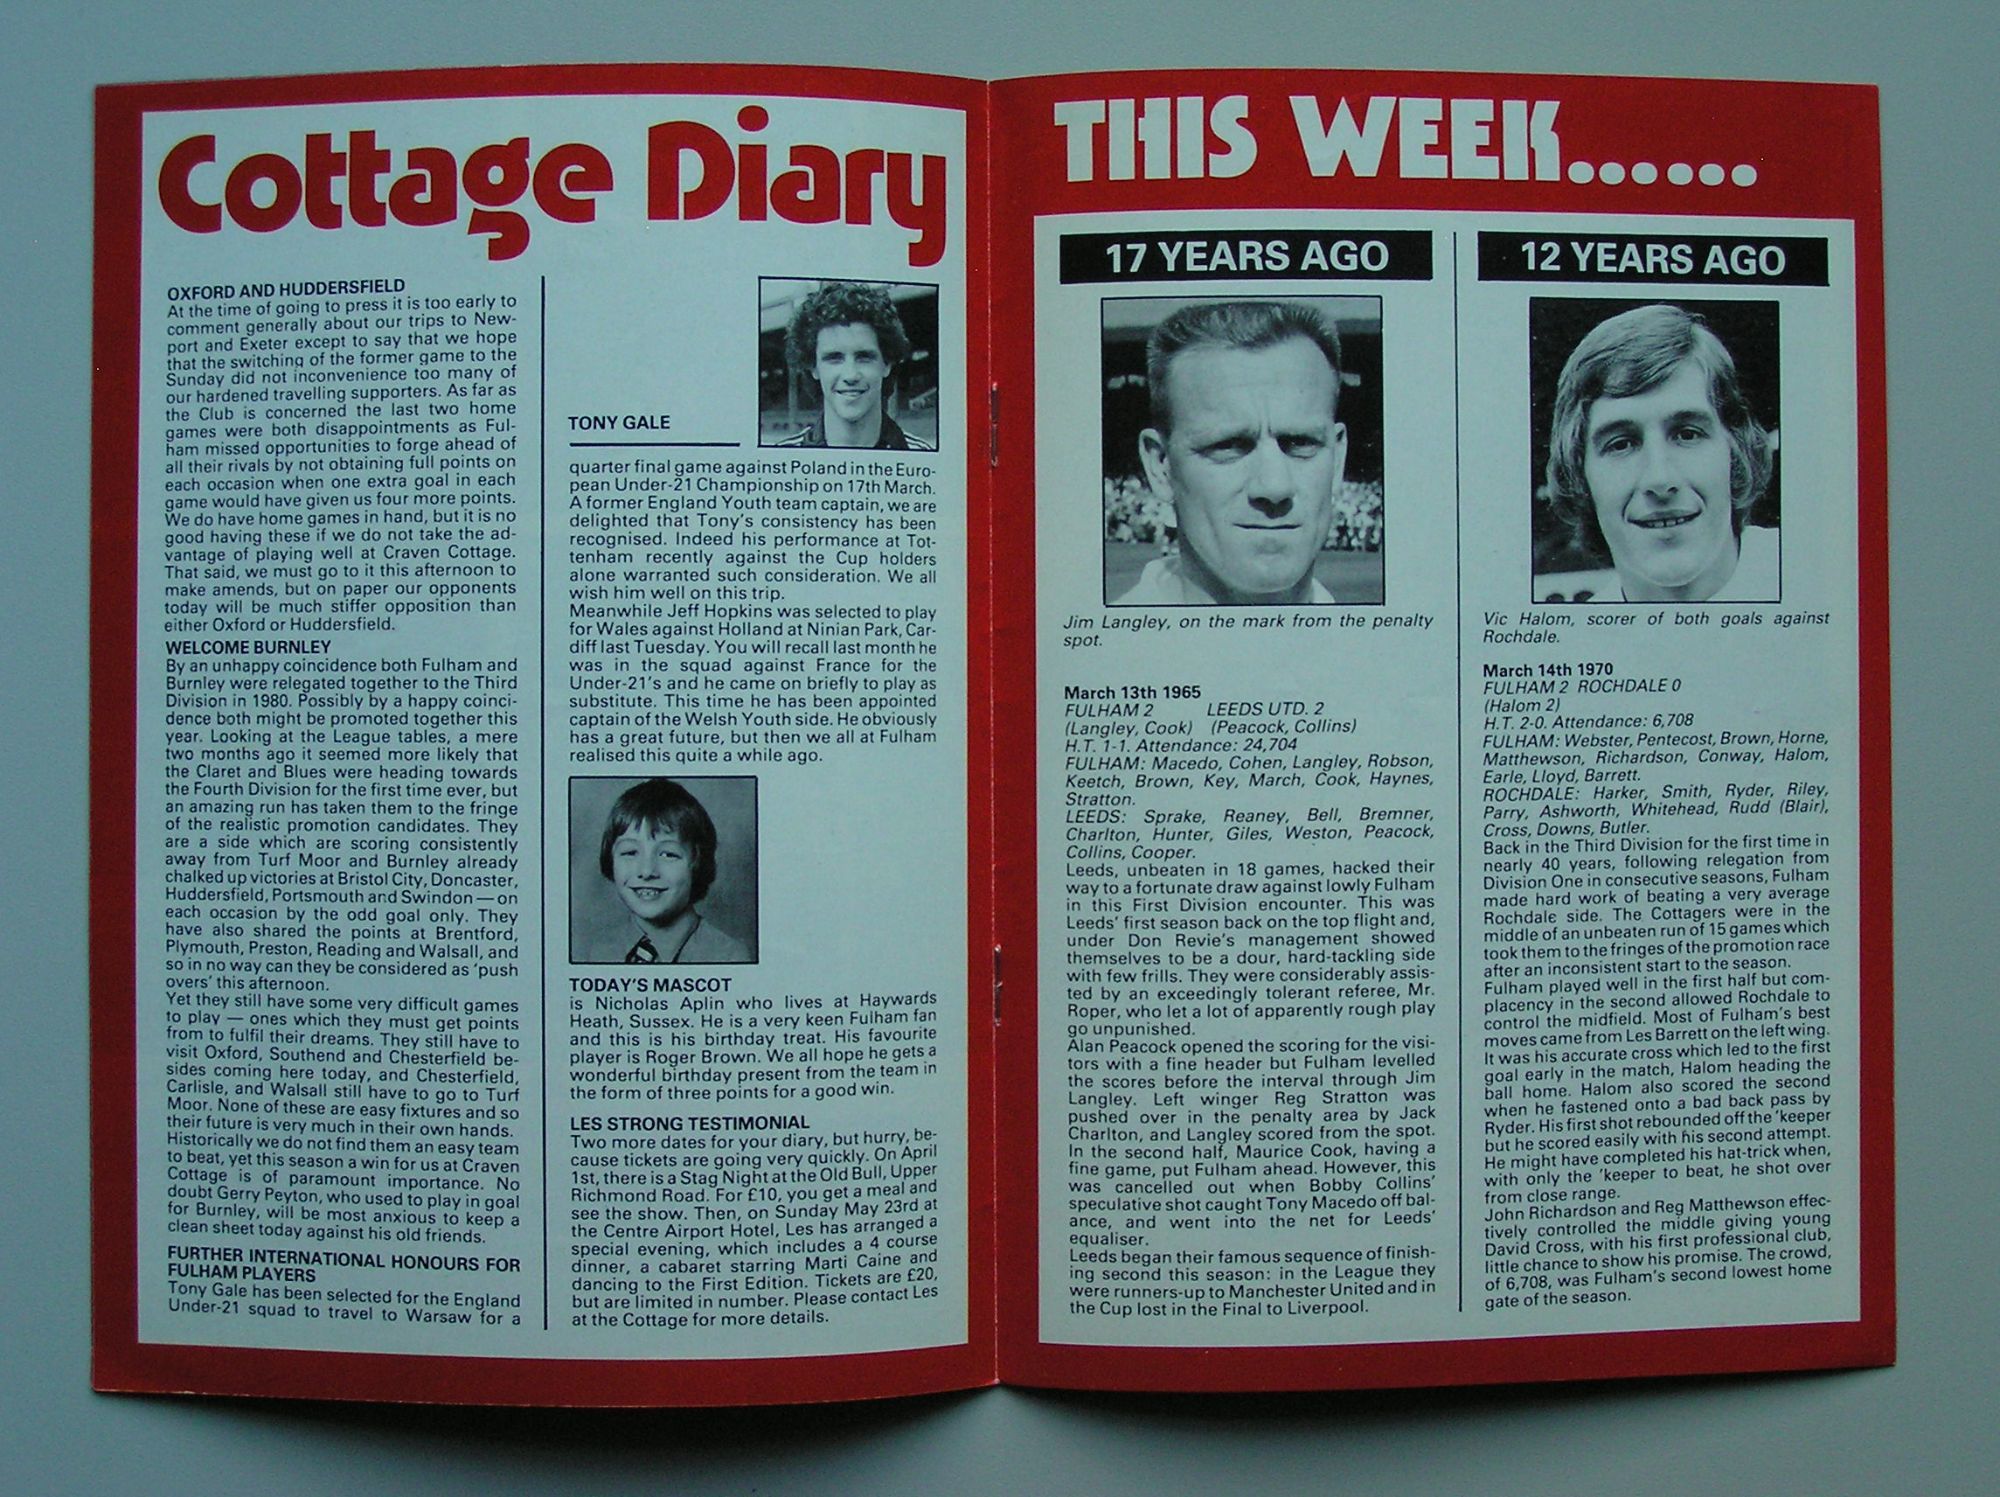 Cottage Diary
OXFORD AND HUDDERSFIELD
At the time of going to press it is too early to
comment generally about our trips to New-
port and Exeter except to say that we hope
that the switching of the former game to the
Sunday did not inconvenience too many of
our hardened travelling supporters. As far as
the Club is concerned the last two home
games were both disappointments as Ful-
ham missed opportunities to forge ahead of
all their rivals by not obtaining full points on
each occasion when one extra goal in each
game would have given us four more points.
We do have home games in hand, but it is no
good having these if we do not take the ad-
vantage of playing well at Craven Cottage.
That said, we must go to it this afternoon to
make amends, but on paper our opponents
today will be much stiffer opposition than
either Oxford or Huddersfield.
WELCOME BURNLEY
By an unhappy coincidence both Fulham and
Burnley were relegated together to the Third
Division in 1980. Possibly by a happy coinci-
dence both might be promoted together this
year. Looking at the League tables, a mere
two months ago it seemed more likely that
the Claret and Blues were heading towards
the Fourth Division for the first time ever, but
an amazing run has taken them to the fringe
of the realistic promotion candidates. They
are a side which are scoring consistently
away from Turf Moor and Burnley already
chalked up victories at Bristol City, Doncaster,
Huddersfield, Portsmouth and Swindon — on
each occasion by the odd goal only. They
have also shared the points at Brentford,
Plymouth, Preston, Reading and Walsall, and
so in no way can they be considered as 'push
overs' this afternoon.
Yet they still have some very difficult games
to play — ones which they must get points
from to fulfil their dreams. They still have to
visit Oxford, Southend and Chesterfield be-
sides coming here today, and Chesterfield,
Carlisle, and Walsall still have to go to Turf
Moor. None of these are easy fixtures and so
their future is very much in their own hands.
Historically we do not find them an easy team
to beat, yet this season a win for us at Craven
Cottage is of paramount importance. No
doubt Gerry Peyton, who used to play in goal
for Burnley, will be most anxious to keep a
clean sheet today against his old friends.
FURTHER INTERNATIONAL HONOURS FOR
FULHAM PLAYERS
Tony Gale has been selected for the England
Under-21 squad to travel to Warsaw for a
TONY GALE
quarter final game against Poland in the Euro-
pean Under-21 Championship on 17th March.
A former England Youth team captain, we are
delighted that Tony's consistency has been
recognised. Indeed his performance at Tot-
tenham recently against the Cup holders
alone warranted such consideration. We all
wish him well on this trip.
Meanwhile Jeff Hopkins was selected to play
for Wales against Holland at Ninian Park, Car-
diff last Tuesday. You will recall last month he
was in the squad against France for the
Under-21's and he came on briefly to play as
substitute. This time he has been appointed
captain of the Welsh Youth side. He obviously
has a great future, but then we all at Fulham
realised this quite a while ago.
TODAY'S MASCOT
is Nicholas Aplin who lives at Haywards
Heath, Sussex. He is a very keen Fulham fan
and this is his birthday treat. His favourite
player is Roger Brown. We all hope he gets a
wonderful birthday present from the team in
the form of three points for a good win.
LES STRONG TESTIMONIAL
Two more dates for your diary, but hurry, be-
cause tickets are going very quickly. On April
1st, there is a Stag Night at the Old Bull, Upper
Richmond Road. For £10, you get a meal and
see the show. Then, on Sunday May 23rd at
the Centre Airport Hotel, Les has arranged a
special evening, which includes a 4 course
dinner, a cabaret starring Marti Caine and
dancing to the First Edition. Tickets are £20,
but are limited in number. Please contact Les
at the Cottage for more details.
THIS WEEK......
17 YEARS AGO
Jim Langley, on the mark from the penalty
spot.
March 13th 1965
FULHAM 2 LEEDS UTD. 2
(Langley, Cook) (Peacock, Collins)
H.T. 1-1. Attendance: 24,704
FULHAM: Macedo, Cohen, Langley, Robson,
Keetch, Brown, Key, March, Cook, Haynes,
Stratton.
LEEDS: Sprake, Reaney, Bell, Bremner,
Charlton, Hunter, Giles, Weston, Peacock,
Collins, Cooper.
Leeds, unbeaten in 18 games, hacked their
way to a fortunate draw against lowly Fulham
in this First Division encounter. This was
Leeds' first season back on the top flight and,
under Don Revie's management showed
themselves to be a dour, hard-tackling side
with few frills. They were considerably assis-
ted by an exceedingly tolerant referee, Mr.
Roper, who let a lot of apparently rough play
go unpunished.
Alan Peacock opened the scoring for the visi-
tors with a fine header but Fulham levelled
the scores before the interval through Jim
Langley. Left winger Reg Stratton was
pushed over in the penalty area by Jack
Charlton, and Langley scored from the spot.
In the second half, Maurice Cook, having a
fine game, put Fulham ahead. However, this
was cancelled out when Bobby Collins'
speculative shot caught Tony Macedo off bal-
ance, and went into the net for Leeds'
equaliser.
Leeds began their famous sequence of finish-
ing second this season: in the League they
were runners-up to Manchester United and in
the Cup lost in the Final to Liverpool.
12 YEARS AGO
Vic Halom, scorer of both goals against
Rochdale.
March 14th 1970
FULHAM 2 ROCHDALE 0
(Halom 2)
H.T. 2-0. Attendance: 6,708
FULHAM: Webster, Pentecost, Brown, Horne,
Matthewson, Richardson, Conway, Halom,
Earle, Lloyd, Barrett.
ROCHDALE: Harker, Smith, Ryder, Riley,
Parry, Ashworth, Whitehead, Rudd (Blair),
Cross, Downs, Butler.
Back in the Third Division for the first time in
nearly 40 years, following relegation from
Division One in consecutive seasons, Fulham
made hard work of beating a very average
Rochdale side. The Cottagers were in the
middle of an unbeaten run of 15 games which
took them to the fringes of the promotion race
after an inconsistent start to the season.
Fulham played well in the first half but com-
placency in the second allowed Rochdale to
control the midfield. Most of Fulham's best
moves came from Les Barrett on the left wing.
It was his accurate cross which led to the first
goal early in the match, Halom heading the
ball home. Halom also scored the second
when he fastened onto a bad back pass by
Ryder. His first shot rebounded off the 'keeper
but he scored easily with his second attempt.
He might have completed his hat-trick when,
with only the 'keeper to beat, he shot over
from close range.
John Richardson and Reg Matthewson effec-
tively controlled the middle giving young
David Cross, with his first professional club,
little chance to show his promise. The crowd,
of 6,708, was Fulham's second lowest home
gate of the season.